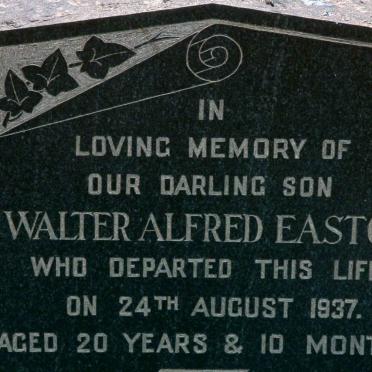 IN
LOVING MEMORY OF
OUR DARLING SON
WALTER ALFRED
WHO DEPARTED THIS LIF
ON 24TH AUGUST 1937.
AGED 20 YEARS & 10 MONT